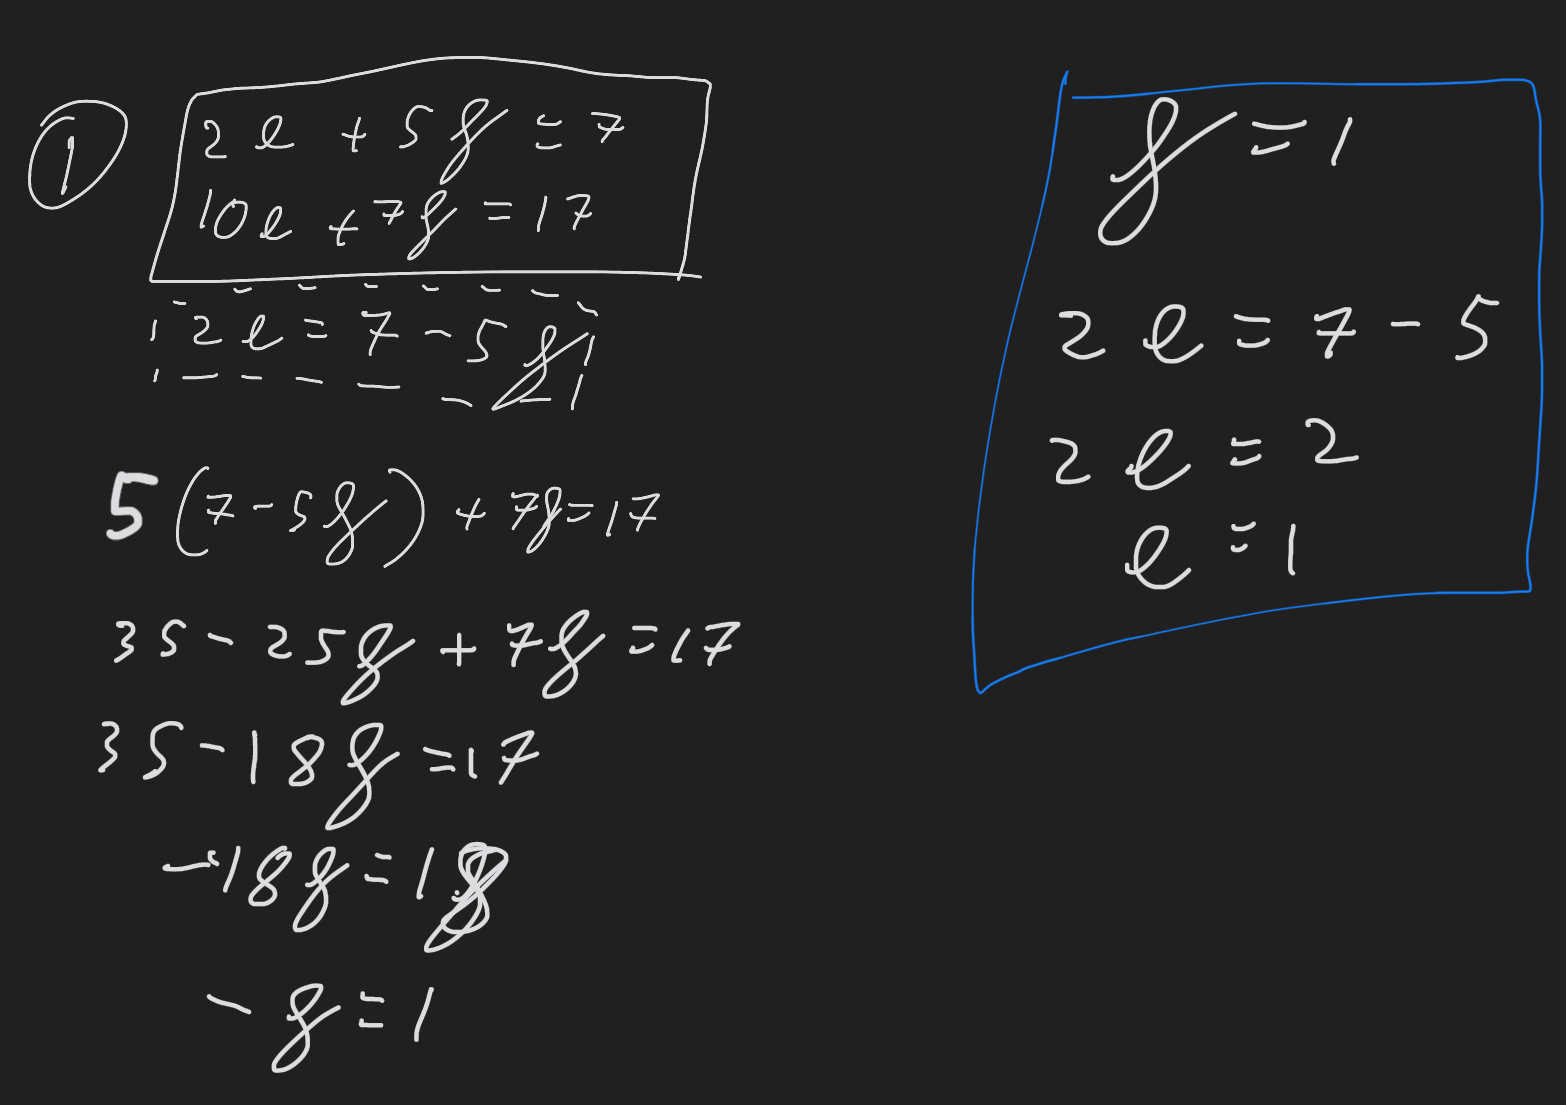 1
2e + 5g = 7
10e + 7g = 17
2e = 7 - 5g
5(7 - 5g) + 7g = 17
35 - 25g + 7g = 17
35 - 18g = 17
-18g = 18
-g = 1
g = 1
2e = 7 - 5
2e = 2
e = 1